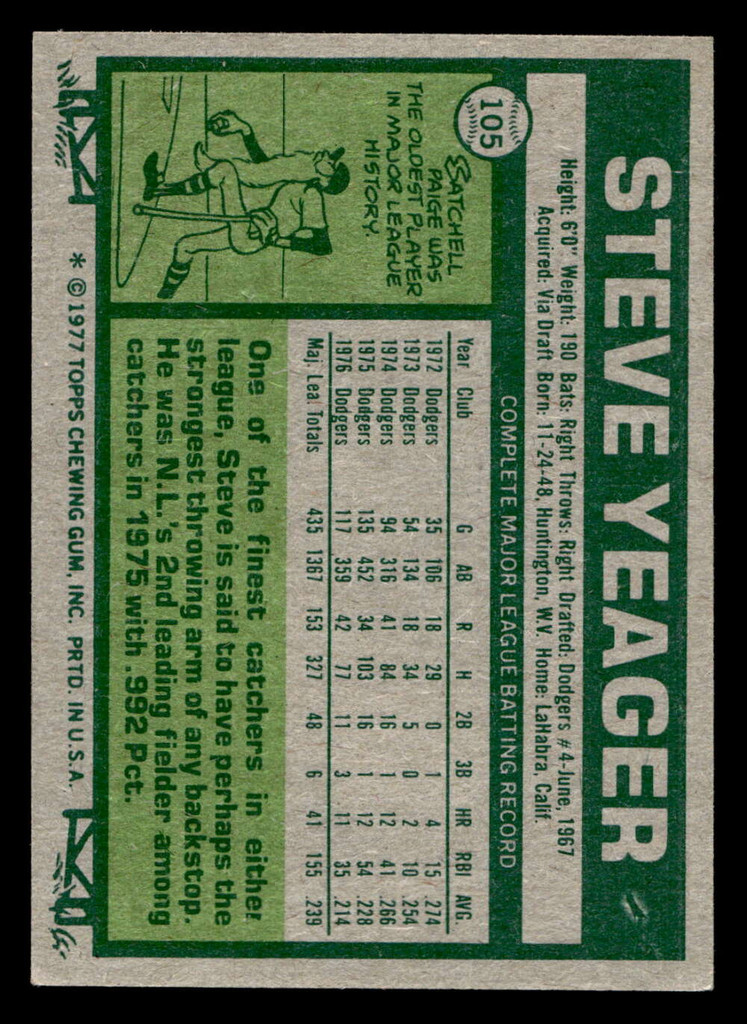 105
STEVE YEAGER
Height: 6'0" Weight: 190 Bats: Right Throws: Right Drafted: Dodgers #4-June, 1967
Acquired: Via Draft Born: 11-24-48, Huntington, W.V. Home: LaHabra, Calif.
COMPLETE MAJOR LEAGUE BATTING RECORD
Year Club G AB R H 2B 3B HR RBI AVG.
1972 Dodgers 35 106 18 29 0 1 4 15 .274
1973 Dodgers 54 134 18 34 5 0 2 10 .254
1974 Dodgers 94 316 41 84 16 1 12 41 .266
1975 Dodgers 135 452 34 103 16 1 12 54 .228
1976 Dodgers 117 359 42 77 11 3 11 35 .214
Maj. Lea Totals 435 1367 153 327 48 6 41 155 .239
SATCHELL
PAIGE WAS
THE OLDEST PLAYER
IN MAJOR LEAGUE
HISTORY.
One of the finest catchers in either
league, Steve is said to have perhaps the
strongest throwing arm of any backstop.
He was N.L.'s 2nd leading fielder among
catchers in 1975 with .992 Pct.
* ©1977 TOPPS CHEWING GUM, INC. PRTD. IN U.S.A.